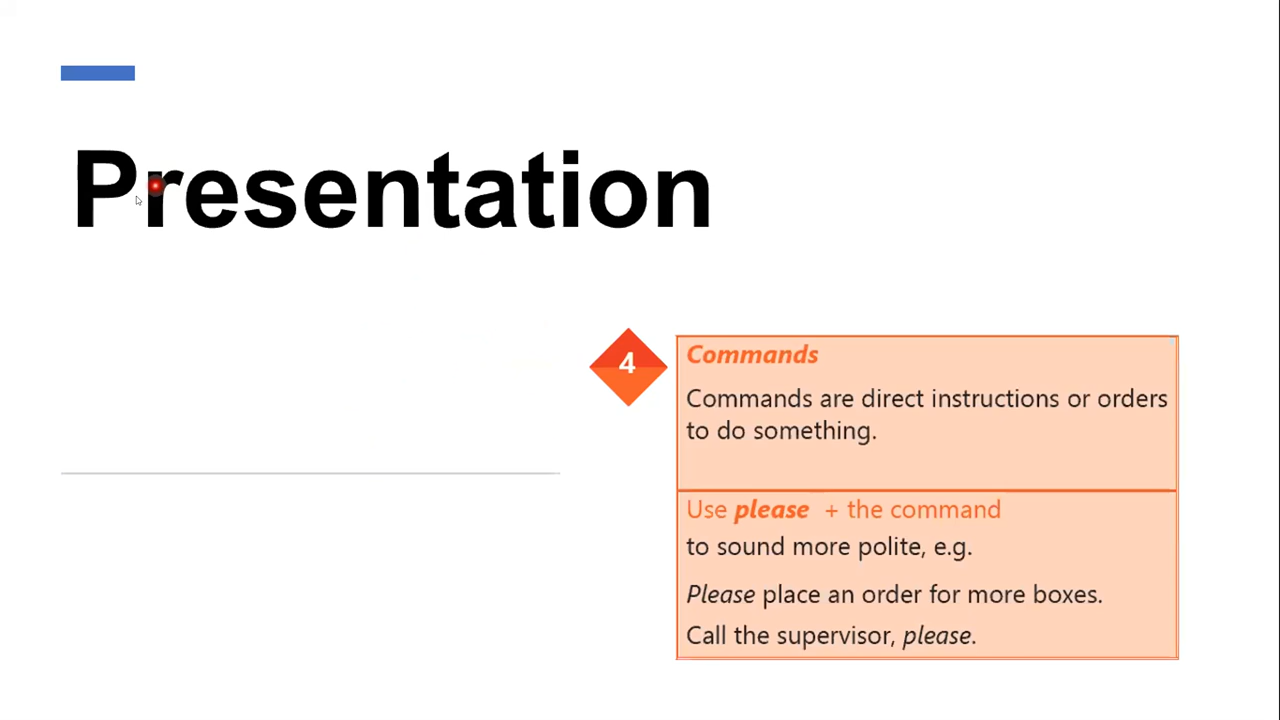 Presentation
4
Commands
Commands are direct instructions or orders
to do something.
Use please + the command
to sound more polite, e.g.
Please place an order for more boxes.
Call the supervisor, please.